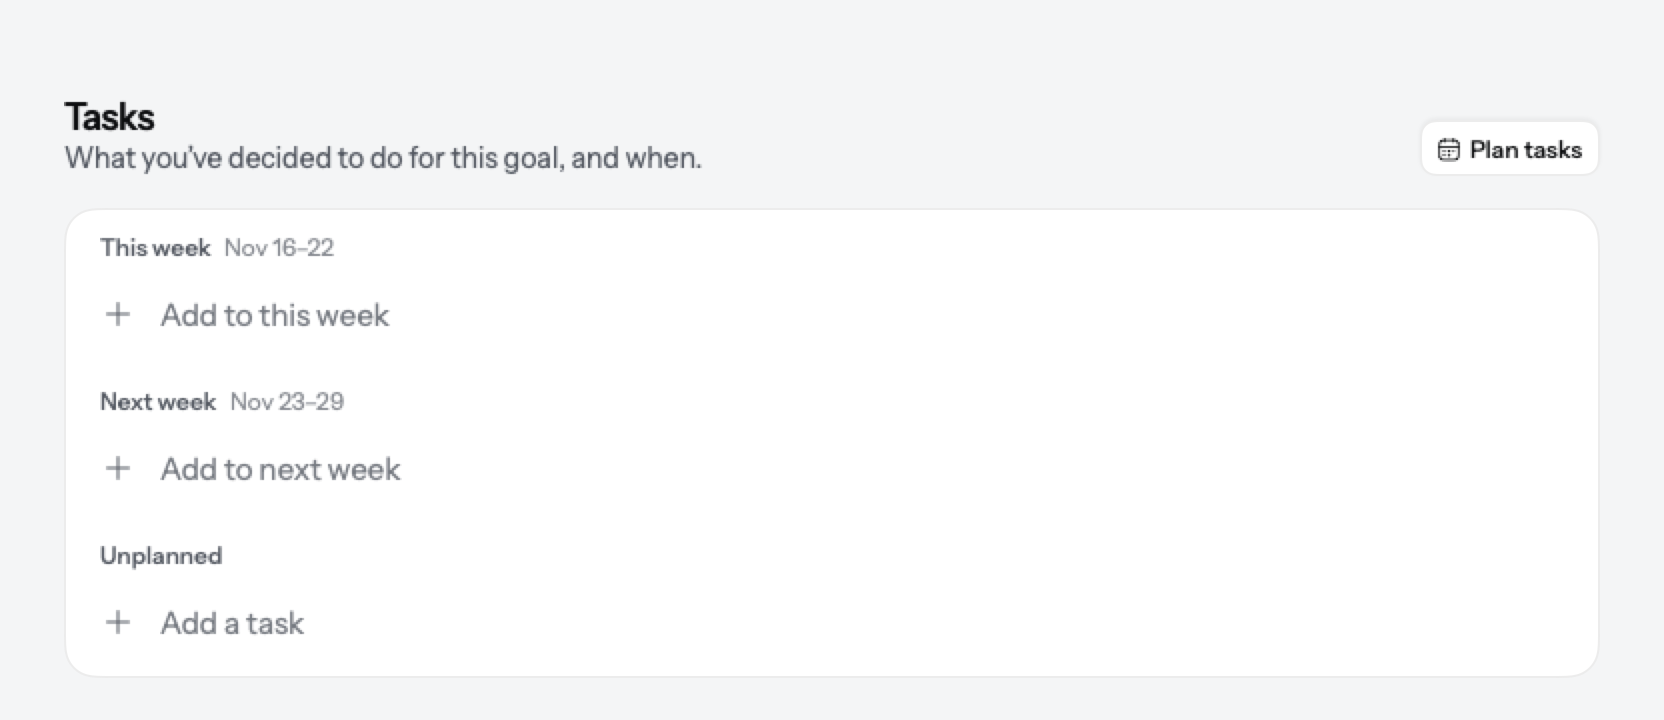 Tasks
What you've decided to do for this goal, and when.
Plan tasks
This week Nov 16–22
Add to this week
Next week Nov 23–29
Add to next week
Unplanned
Add a task